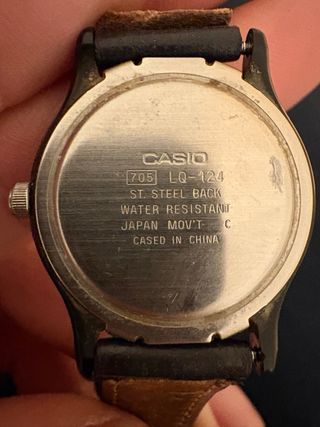 CASIO
705 LQ-124
ST. STEEL BACK
WATER RESISTANT
JAPAN MOV'T C
CASED IN CHINA